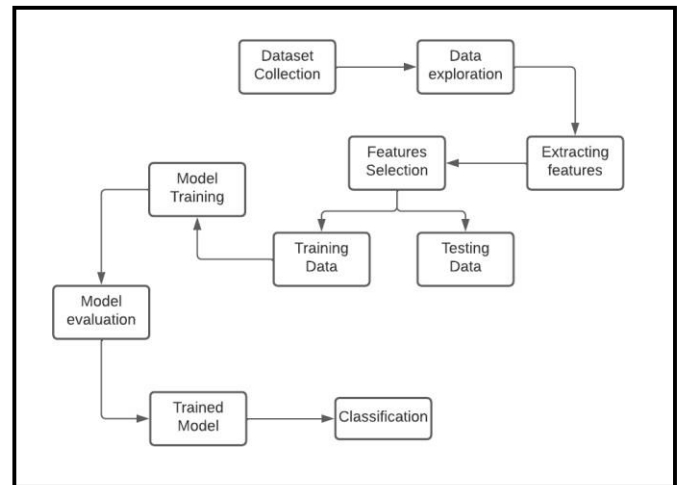 Dataset
Collection
Data
exploration
Extracting
features
Features
Selection
Training
Data
Testing
Data
Model
Training
Model
evaluation
Trained
Model
Classification